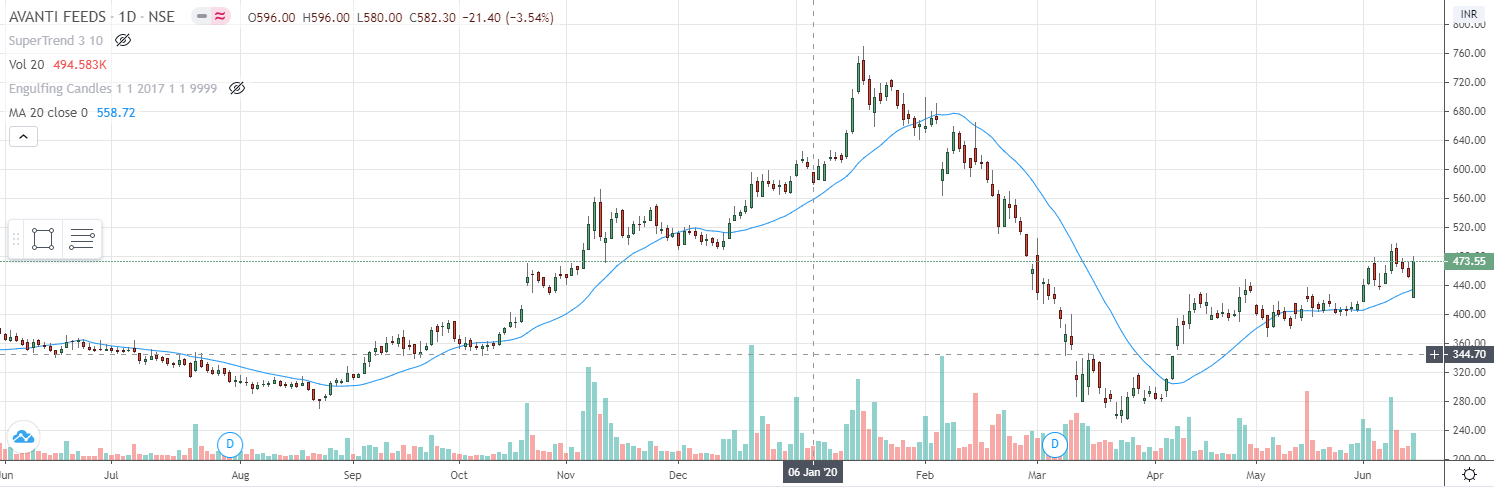 AVANTI FEEDS · 1D · NSE O596.00 H596.00 L580.00 C582.30 −21.40 (−3.54%)
SuperTrend 3 10
Vol 20 494.583K
Engulfing Candles 1 1 2017 1 1 9999
MA 20 close 0 558.72
INR
800.00
760.00
720.00
680.00
640.00
600.00
560.00
520.00
480.00
473.55
440.00
400.00
360.00
344.70
320.00
280.00
240.00
200.00
D
D
Jun
Jul
Aug
Sep
Oct
Nov
Dec
06 Jan '20
Feb
Mar
Apr
May
Jun